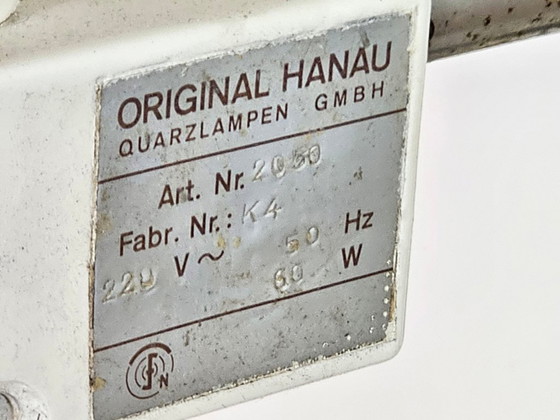 ORIGINAL HANAU
QUARZLAMPEN GMBH
Art. Nr. 2050
Fabr. Nr.: K4
220 V ~ 50 Hz
60 W
N